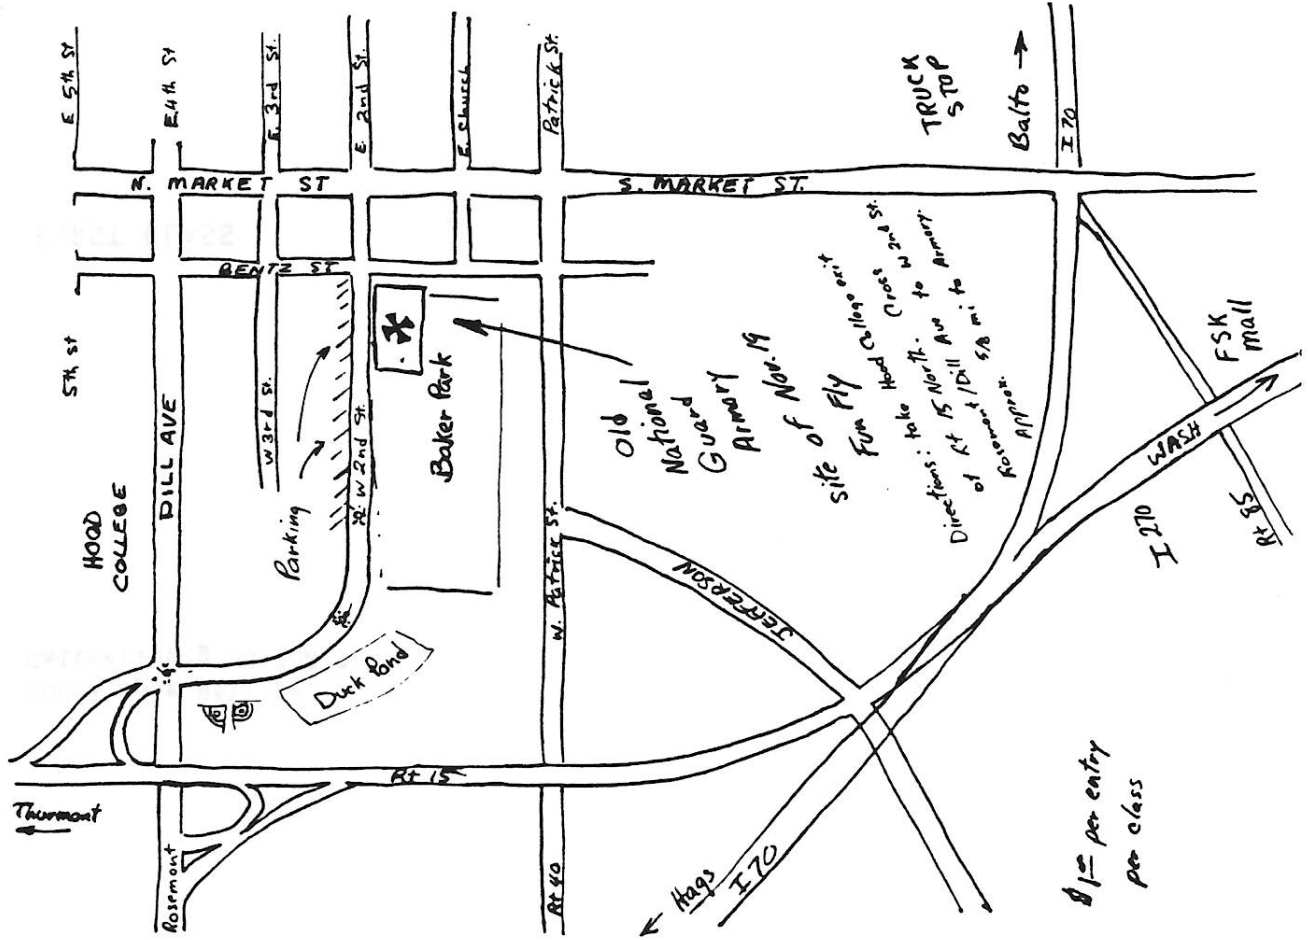 E 5th St
E 4th St
E. 3rd St.
E 2nd St.
E. Church
Patrick St.
TRUCK
STOP
Balto →
I 70
N. MARKET ST
S. MARKET ST.
BENTZ ST
5th St
DILL AVE
W 3rd St.
W 2nd St.
Parking
HOOD
COLLEGE
Baker Park
W. Patrick St.
Old
National
Guard
Armory
site of Nov. 19
Fun Fly
Directions: take Hood College exit
of Rt 15 North. Cross W 2nd St.
Rosemont/Dill Ave to Armory.
Approx. 5/8 mi to
FSK
mall
WASH
I 270
Rt 85
JEFFERSON
Duck Pond
Rt 15
Thurmont
Rosemont
Rt 40
Hags
I 70
$1 00 per entry
per class